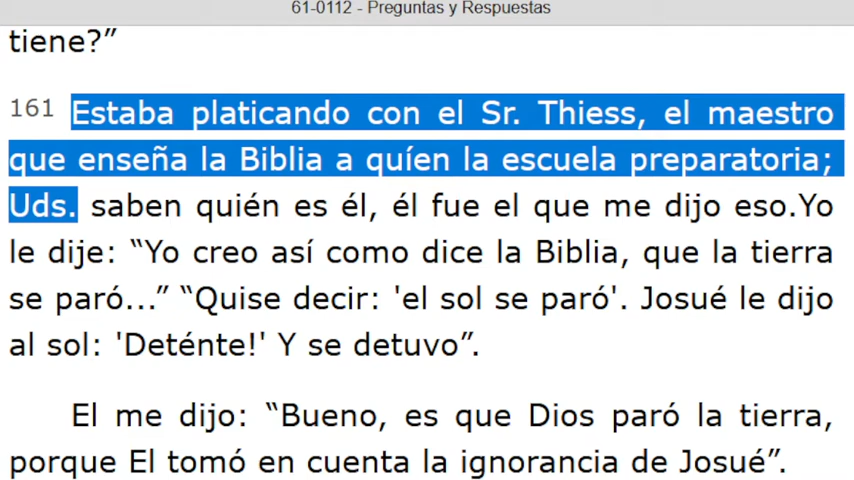 61-0112 - Preguntas y Respuestas
tiene?”
161 Estaba platicando con el Sr. Thiess, el maestro
que enseña la Biblia a quíen la escuela preparatoria;
Uds. saben quién es él, él fue el que me dijo eso.Yo
le dije: “Yo creo así como dice la Biblia, que la tierra
se paró...” “Quise decir: 'el sol se paró'. Josué le dijo
al sol: 'Deténte!' Y se detuvo”.
El me dijo: “Bueno, es que Dios paró la tierra,
porque El tomó en cuenta la ignorancia de Josué”.